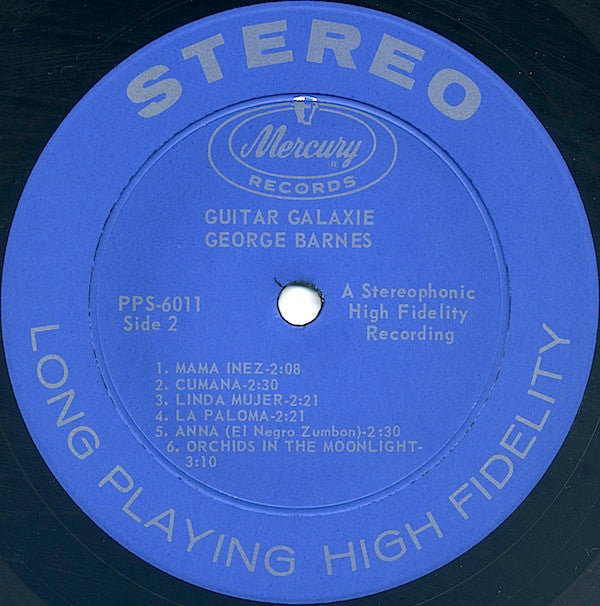 STEREO
Mercury
®
RECORDS
GUITAR GALAXIE
GEORGE BARNES
PPS-6011
Side 2
A Stereophonic
High Fidelity
Recording
1. MAMA INEZ-2:08
2. CUMANA-2:30
3. LINDA MUJER-2:21
4. LA PALOMA-2:21
5. ANNA (El Negro Zumbon)-2:30
6. ORCHIDS IN THE MOONLIGHT-
3:10
LONG PLAYING HIGH FIDELITY